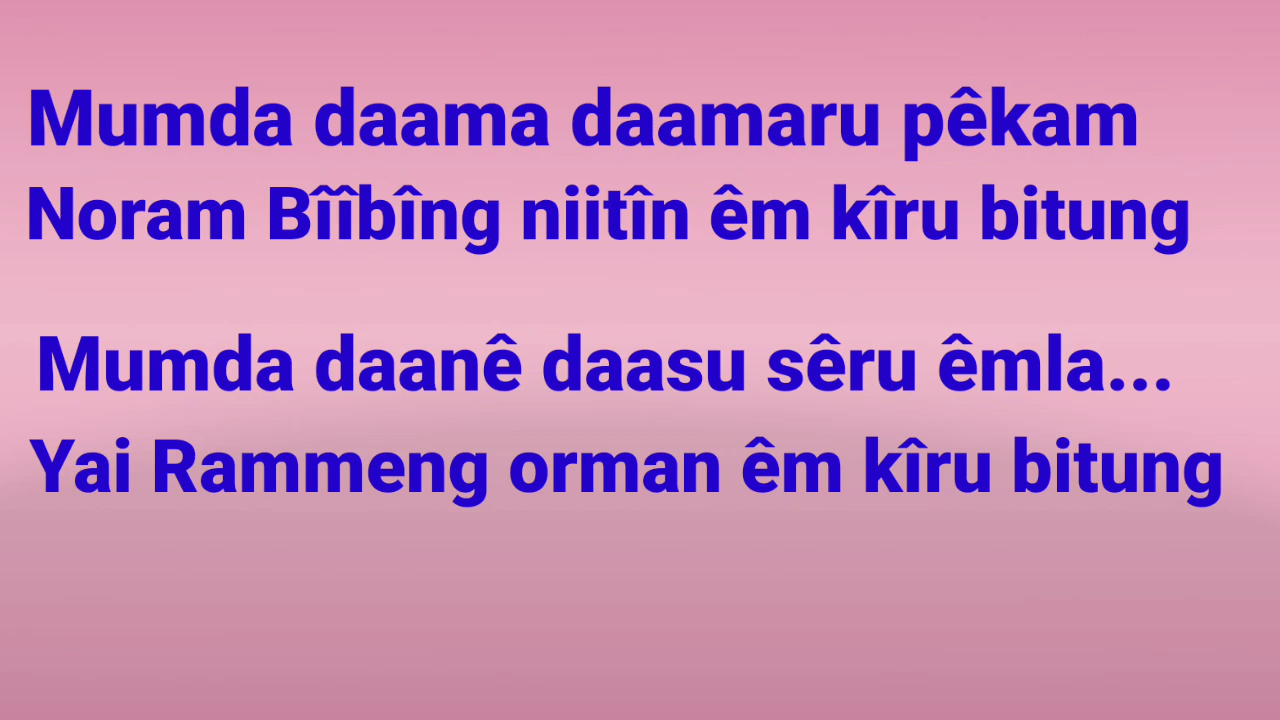 Mumda daama daamaru pêkam
Noram Bîîbîng niitîn êm kîru bitung
Mumda daanê daasu sêru êmla...
Yai Rammeng orman êm kîru bitung